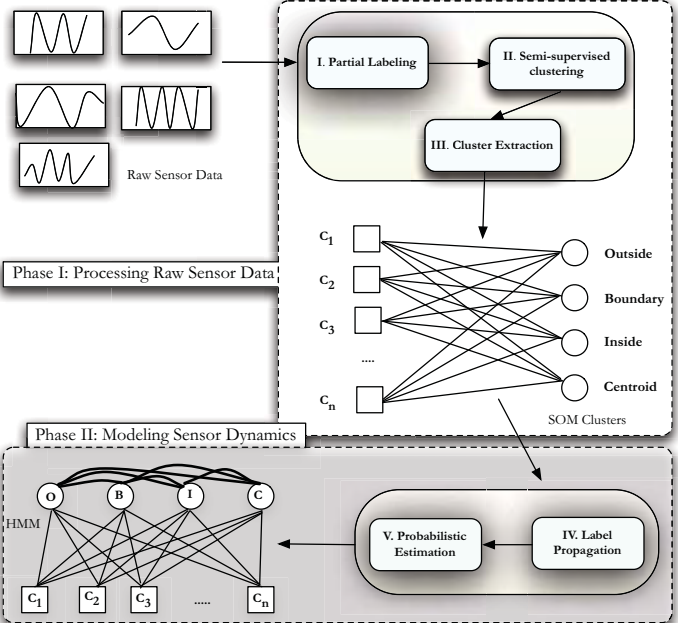 I. Partial Labeling
II. Semi-supervised
clustering
III. Cluster Extraction
Raw Sensor Data
Phase I: Processing Raw Sensor Data
C1
C2
C3
....
Cn
Outside
Boundary
Inside
Centroid
SOM Clusters
Phase II: Modeling Sensor Dynamics
O B I C
HMM
C1 C2 C3 ..... Cn
V. Probabilistic
Estimation
IV. Label
Propagation